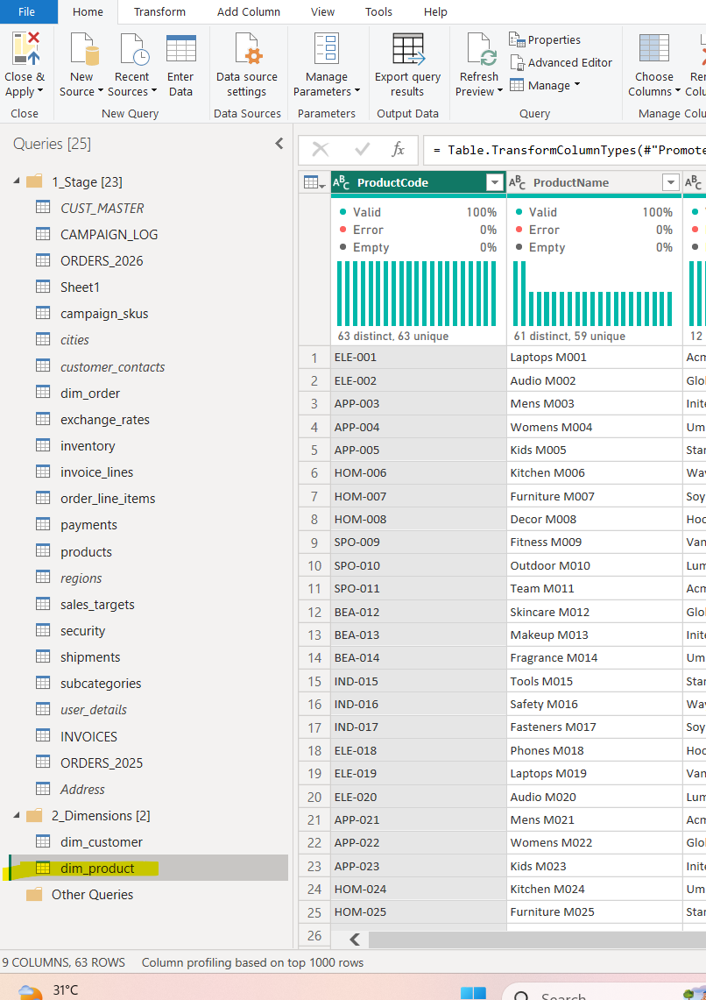 File Home Transform Add Column View Tools Help
Close & Apply
New Source
Recent Sources
Enter Data
Data source settings
Manage Parameters
Export query results
Refresh Preview
Properties
Advanced Editor
Manage
Choose Columns
Close New Query Data Sources Parameters Output Data Query
Queries [25]
1_Stage [23]
CUST_MASTER
CAMPAIGN_LOG
ORDERS_2026
Sheet1
campaign_skus
cities
customer_contacts
dim_order
exchange_rates
inventory
invoice_lines
order_line_items
payments
products
regions
sales_targets
security
shipments
subcategories
user_details
INVOICES
ORDERS_2025
Address
2_Dimensions [2]
dim_customer
dim_product
Other Queries
fx = Table.TransformColumnTypes(#"Promote
ABC ProductCode ABC ProductName ABC
Valid 100% Valid 100%
Error 0% Error 0%
Empty 0% Empty 0%
63 distinct, 63 unique 61 distinct, 59 unique 12
1 ELE-001 Laptops M001 Acm
2 ELE-002 Audio M002 Glo
3 APP-003 Mens M003 Inite
4 APP-004 Womens M004 Um
5 APP-005 Kids M005 Star
6 HOM-006 Kitchen M006 Way
7 HOM-007 Furniture M007 Soy
8 HOM-008 Decor M008 Hoo
9 SPO-009 Fitness M009 Van
10 SPO-010 Outdoor M010 Lum
11 SPO-011 Team M011 Acm
12 BEA-012 Skincare M012 Glo
13 BEA-013 Makeup M013 Inite
14 BEA-014 Fragrance M014 Um
15 IND-015 Tools M015 Star
16 IND-016 Safety M016 Way
17 IND-017 Fasteners M017 Soy
18 ELE-018 Phones M018 Hoo
19 ELE-019 Laptops M019 Van
20 ELE-020 Audio M020 Lum
21 APP-021 Mens M021 Acm
22 APP-022 Womens M022 Glo
23 APP-023 Kids M023 Inite
24 HOM-024 Kitchen M024 Um
25 HOM-025 Furniture M025 Star
26
9 COLUMNS, 63 ROWS Column profiling based on top 1000 rows
31°C
Search